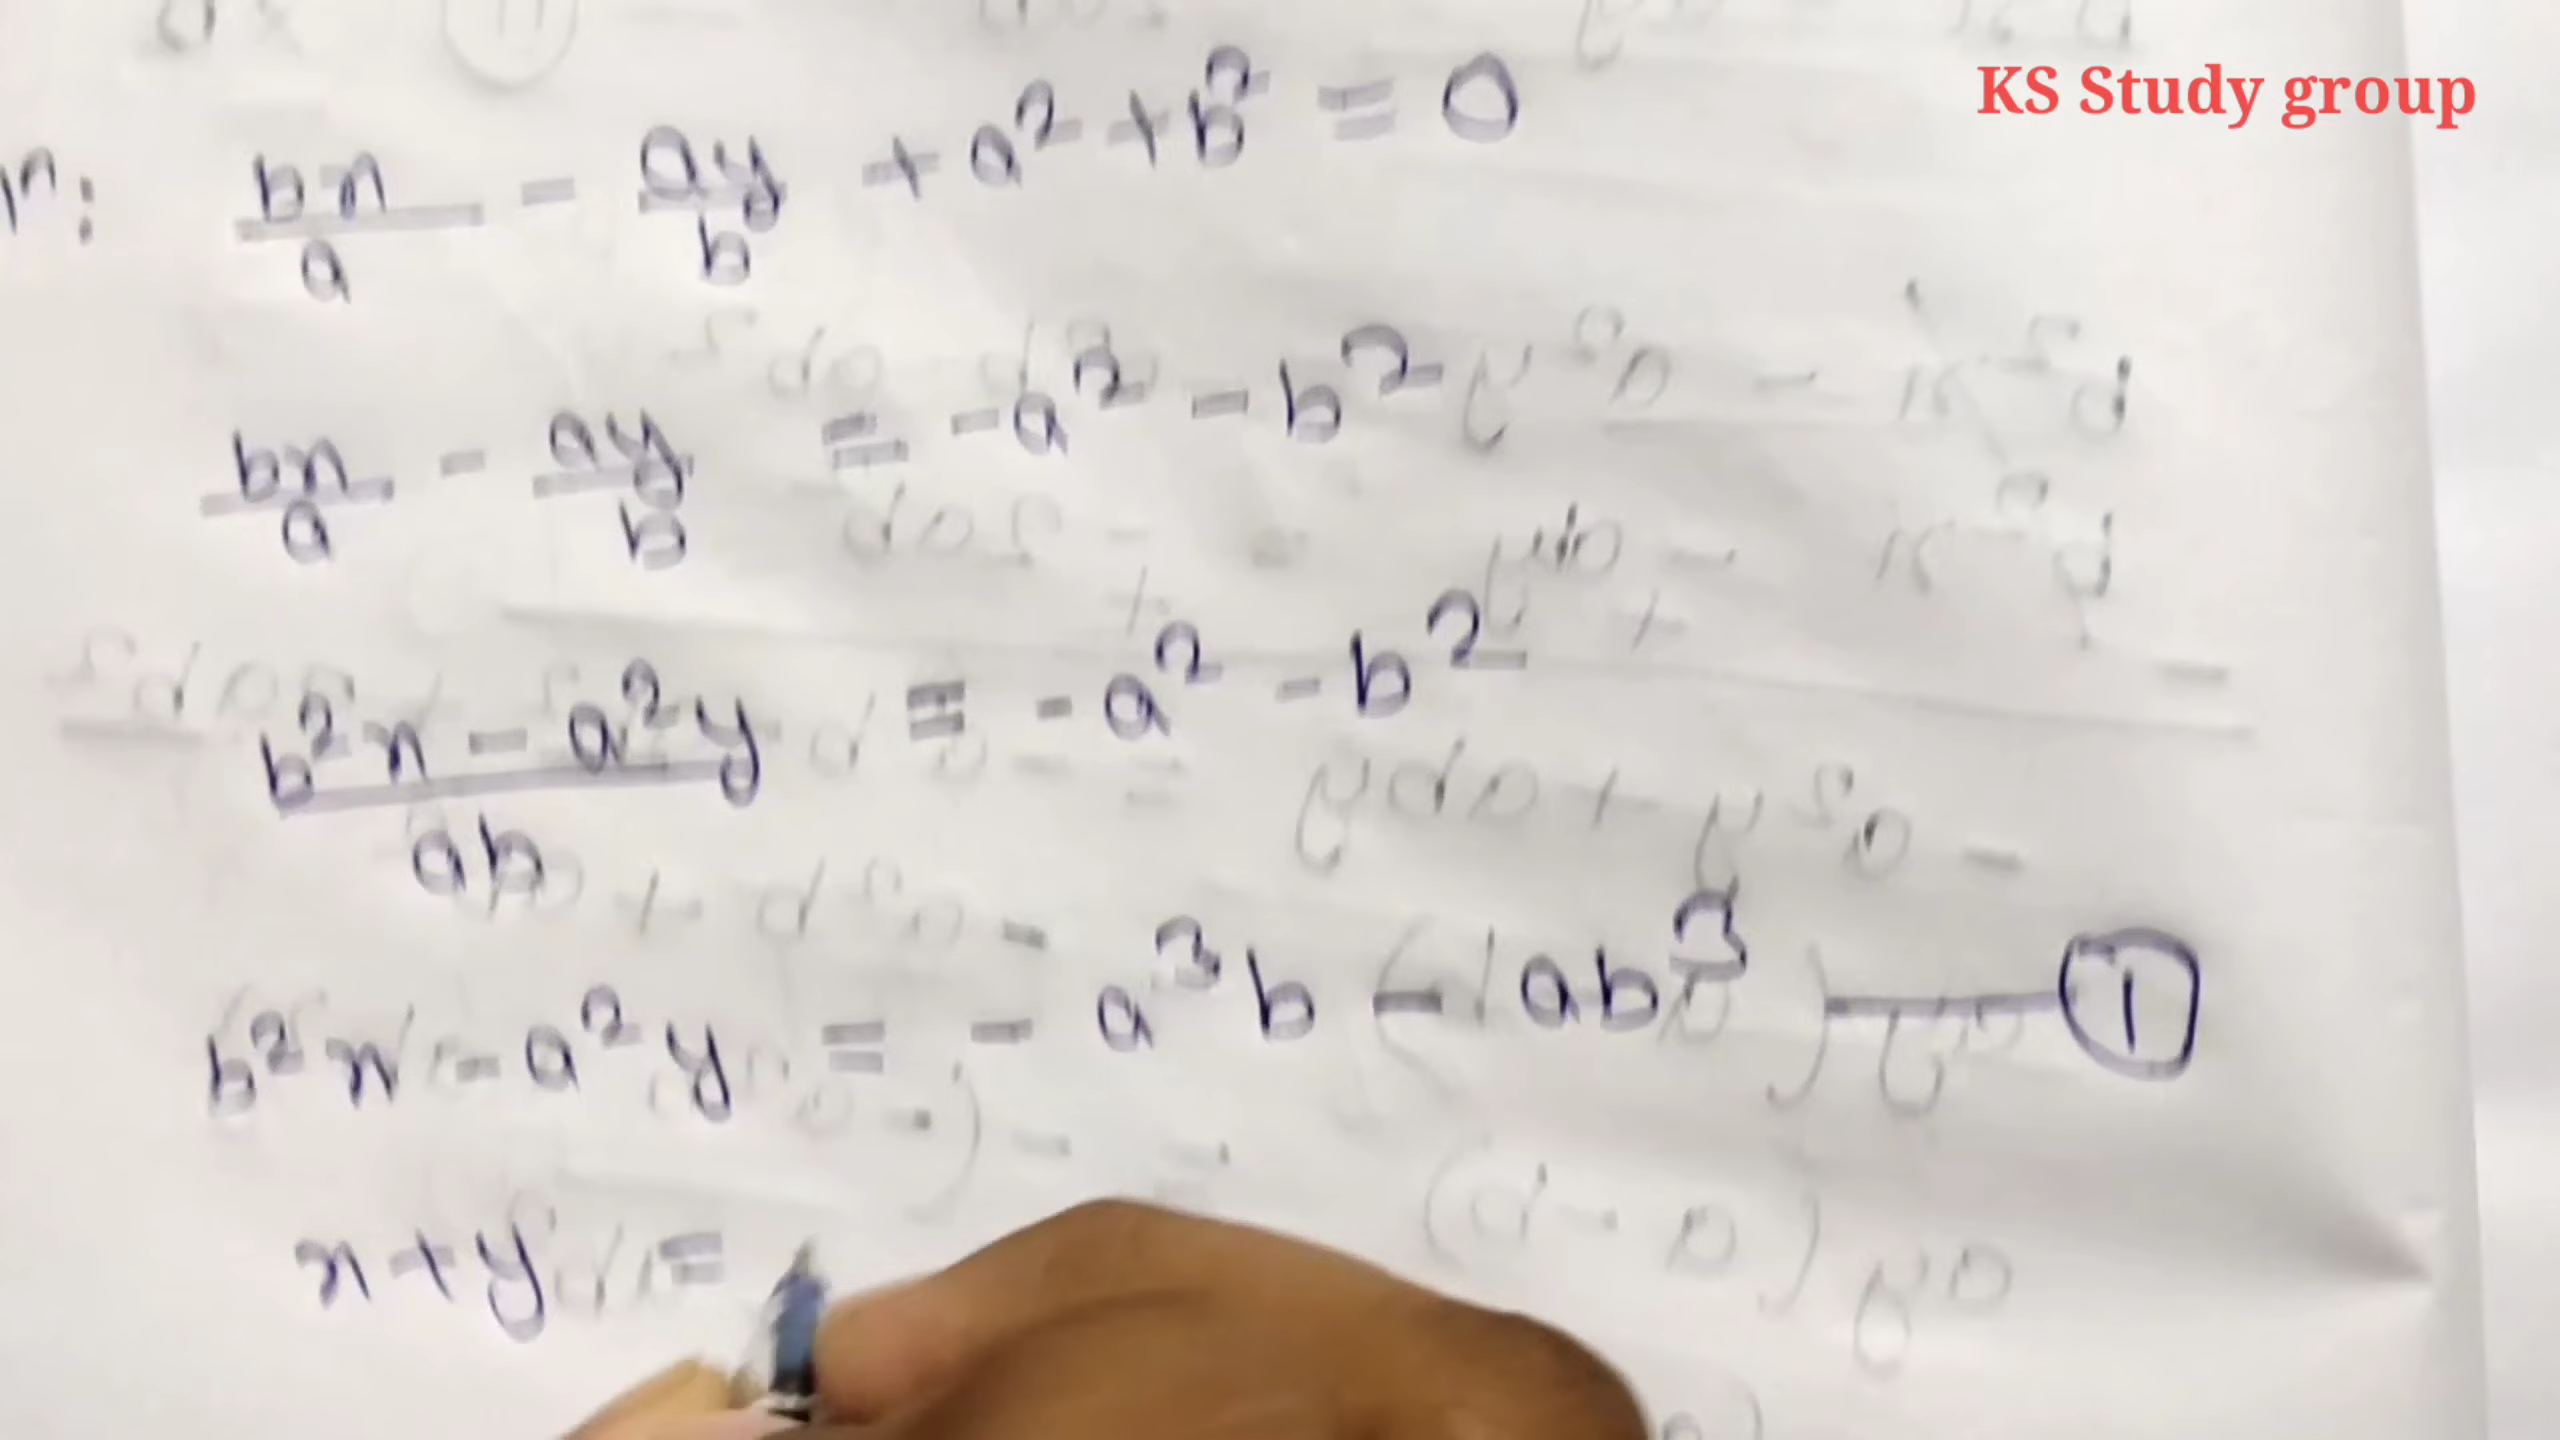 KS Study group
bx/a - ay/b + a² + b² = 0
bx/a - ay/b = -a² - b²
b²x - a²y / ab = -a² - b²
b²x - a²y = - a³b - ab³ —— ①
x + y =